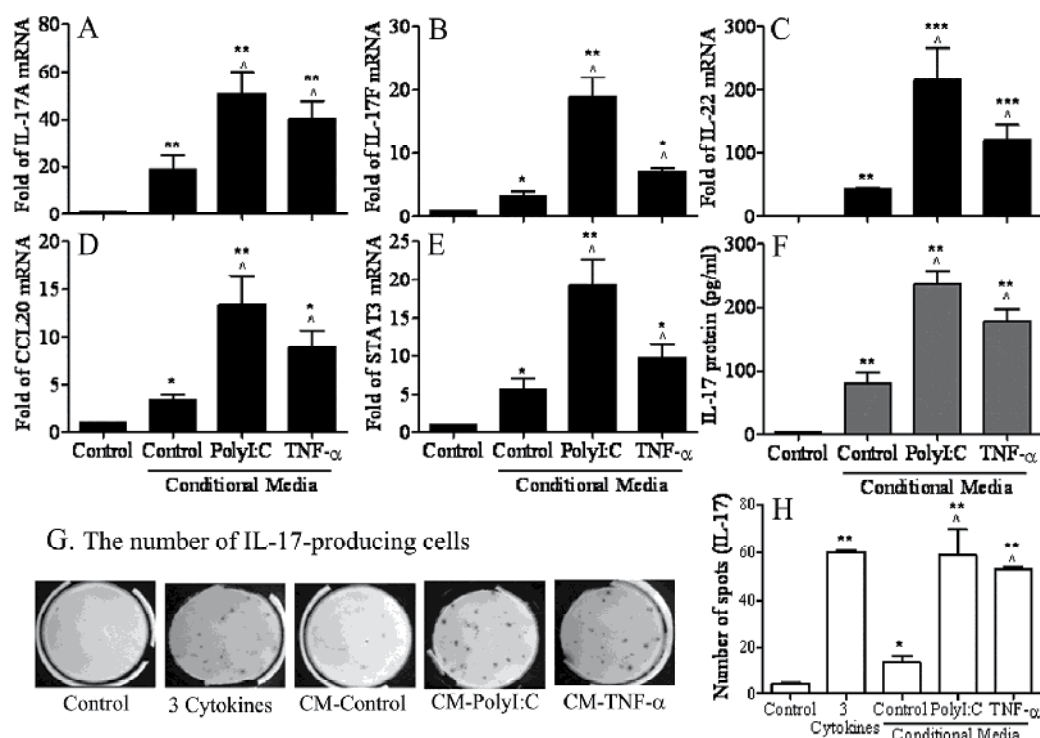 A
Fold of IL-17A mRNA
80
60
40
20
0
**
**
^
**
^
B
Fold of IL-17F mRNA
30
20
10
0
*
**
^
*
^
C
Fold of IL-22 mRNA
300
200
100
0
**
***
^
***
^
D
Fold of CCL20 mRNA
20
15
10
5
0
*
**
^
*
^
Control Control PolyI:C TNF-α
Conditional Media
E
Fold of STAT3 mRNA
25
20
15
10
5
0
*
**
^
*
^
Control Control PolyI:C TNF-α
Conditional Media
F
IL-17 protein (pg/ml)
300
200
100
0
**
**
^
**
^
Control Control PolyI:C TNF-α
Conditional Media
G. The number of IL-17-producing cells
Control 3 Cytokines CM-Control CM-PolyI:C CM-TNF-α
H
Number of spots (IL-17)
80
60
40
20
0
**
*
**
^
**
^
Control 3 Control PolyI:C TNF-α
Cytokines
Conditional Media